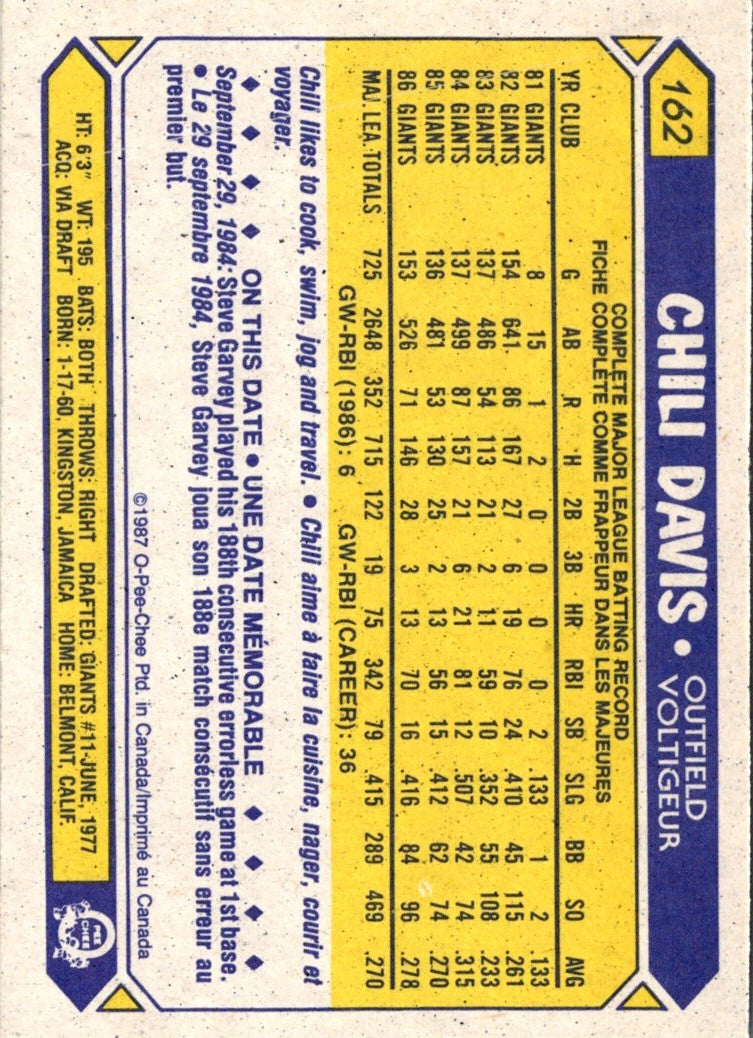 162
CHILI DAVIS • OUTFIELD
VOLTIGEUR
COMPLETE MAJOR LEAGUE BATTING RECORD
FICHE COMPLÈTE COMME FRAPPEUR DANS LES MAJEURES
YR CLUB G AB R H 2B 3B HR RBI SB SLG BB SO AVG
81 GIANTS 8 15 1 2 0 0 0 0 2 .133 1 2 .133
82 GIANTS 154 641 86 167 27 6 19 76 24 .410 45 115 .261
83 GIANTS 137 486 54 113 21 2 11 59 10 .352 55 108 .233
84 GIANTS 137 499 87 157 21 6 21 81 12 .507 42 74 .315
85 GIANTS 136 481 53 130 25 2 13 56 15 .412 62 74 .270
86 GIANTS 153 526 71 146 28 3 13 70 16 .416 84 96 .278
MAJ. LEA. TOTALS 725 2648 352 715 122 19 75 342 79 .415 289 469 .270
GW-RBI (1986): 6 GW-RBI (CAREER): 36
Chili likes to cook, swim, jog and travel. • Chili aime à faire la cuisine, nager, courir et
voyager.
ON THIS DATE • UNE DATE MÉMORABLE
September 29, 1984: Steve Garvey played his 188th consecutive errorless game at 1st base.
• Le 29 septembre 1984, Steve Garvey joua son 188e match consécutif sans erreur au
premier but.
©1987 O-Pee-Chee Ptd. in Canada/Imprimé au Canada
HT: 6'3" WT: 195 BATS: BOTH THROWS: RIGHT DRAFTED: GIANTS #11-JUNE, 1977
ACQ: VIA DRAFT BORN: 1-17-60, KINGSTON, JAMAICA HOME: BELMONT, CALIF.
O
PEE
CHEE